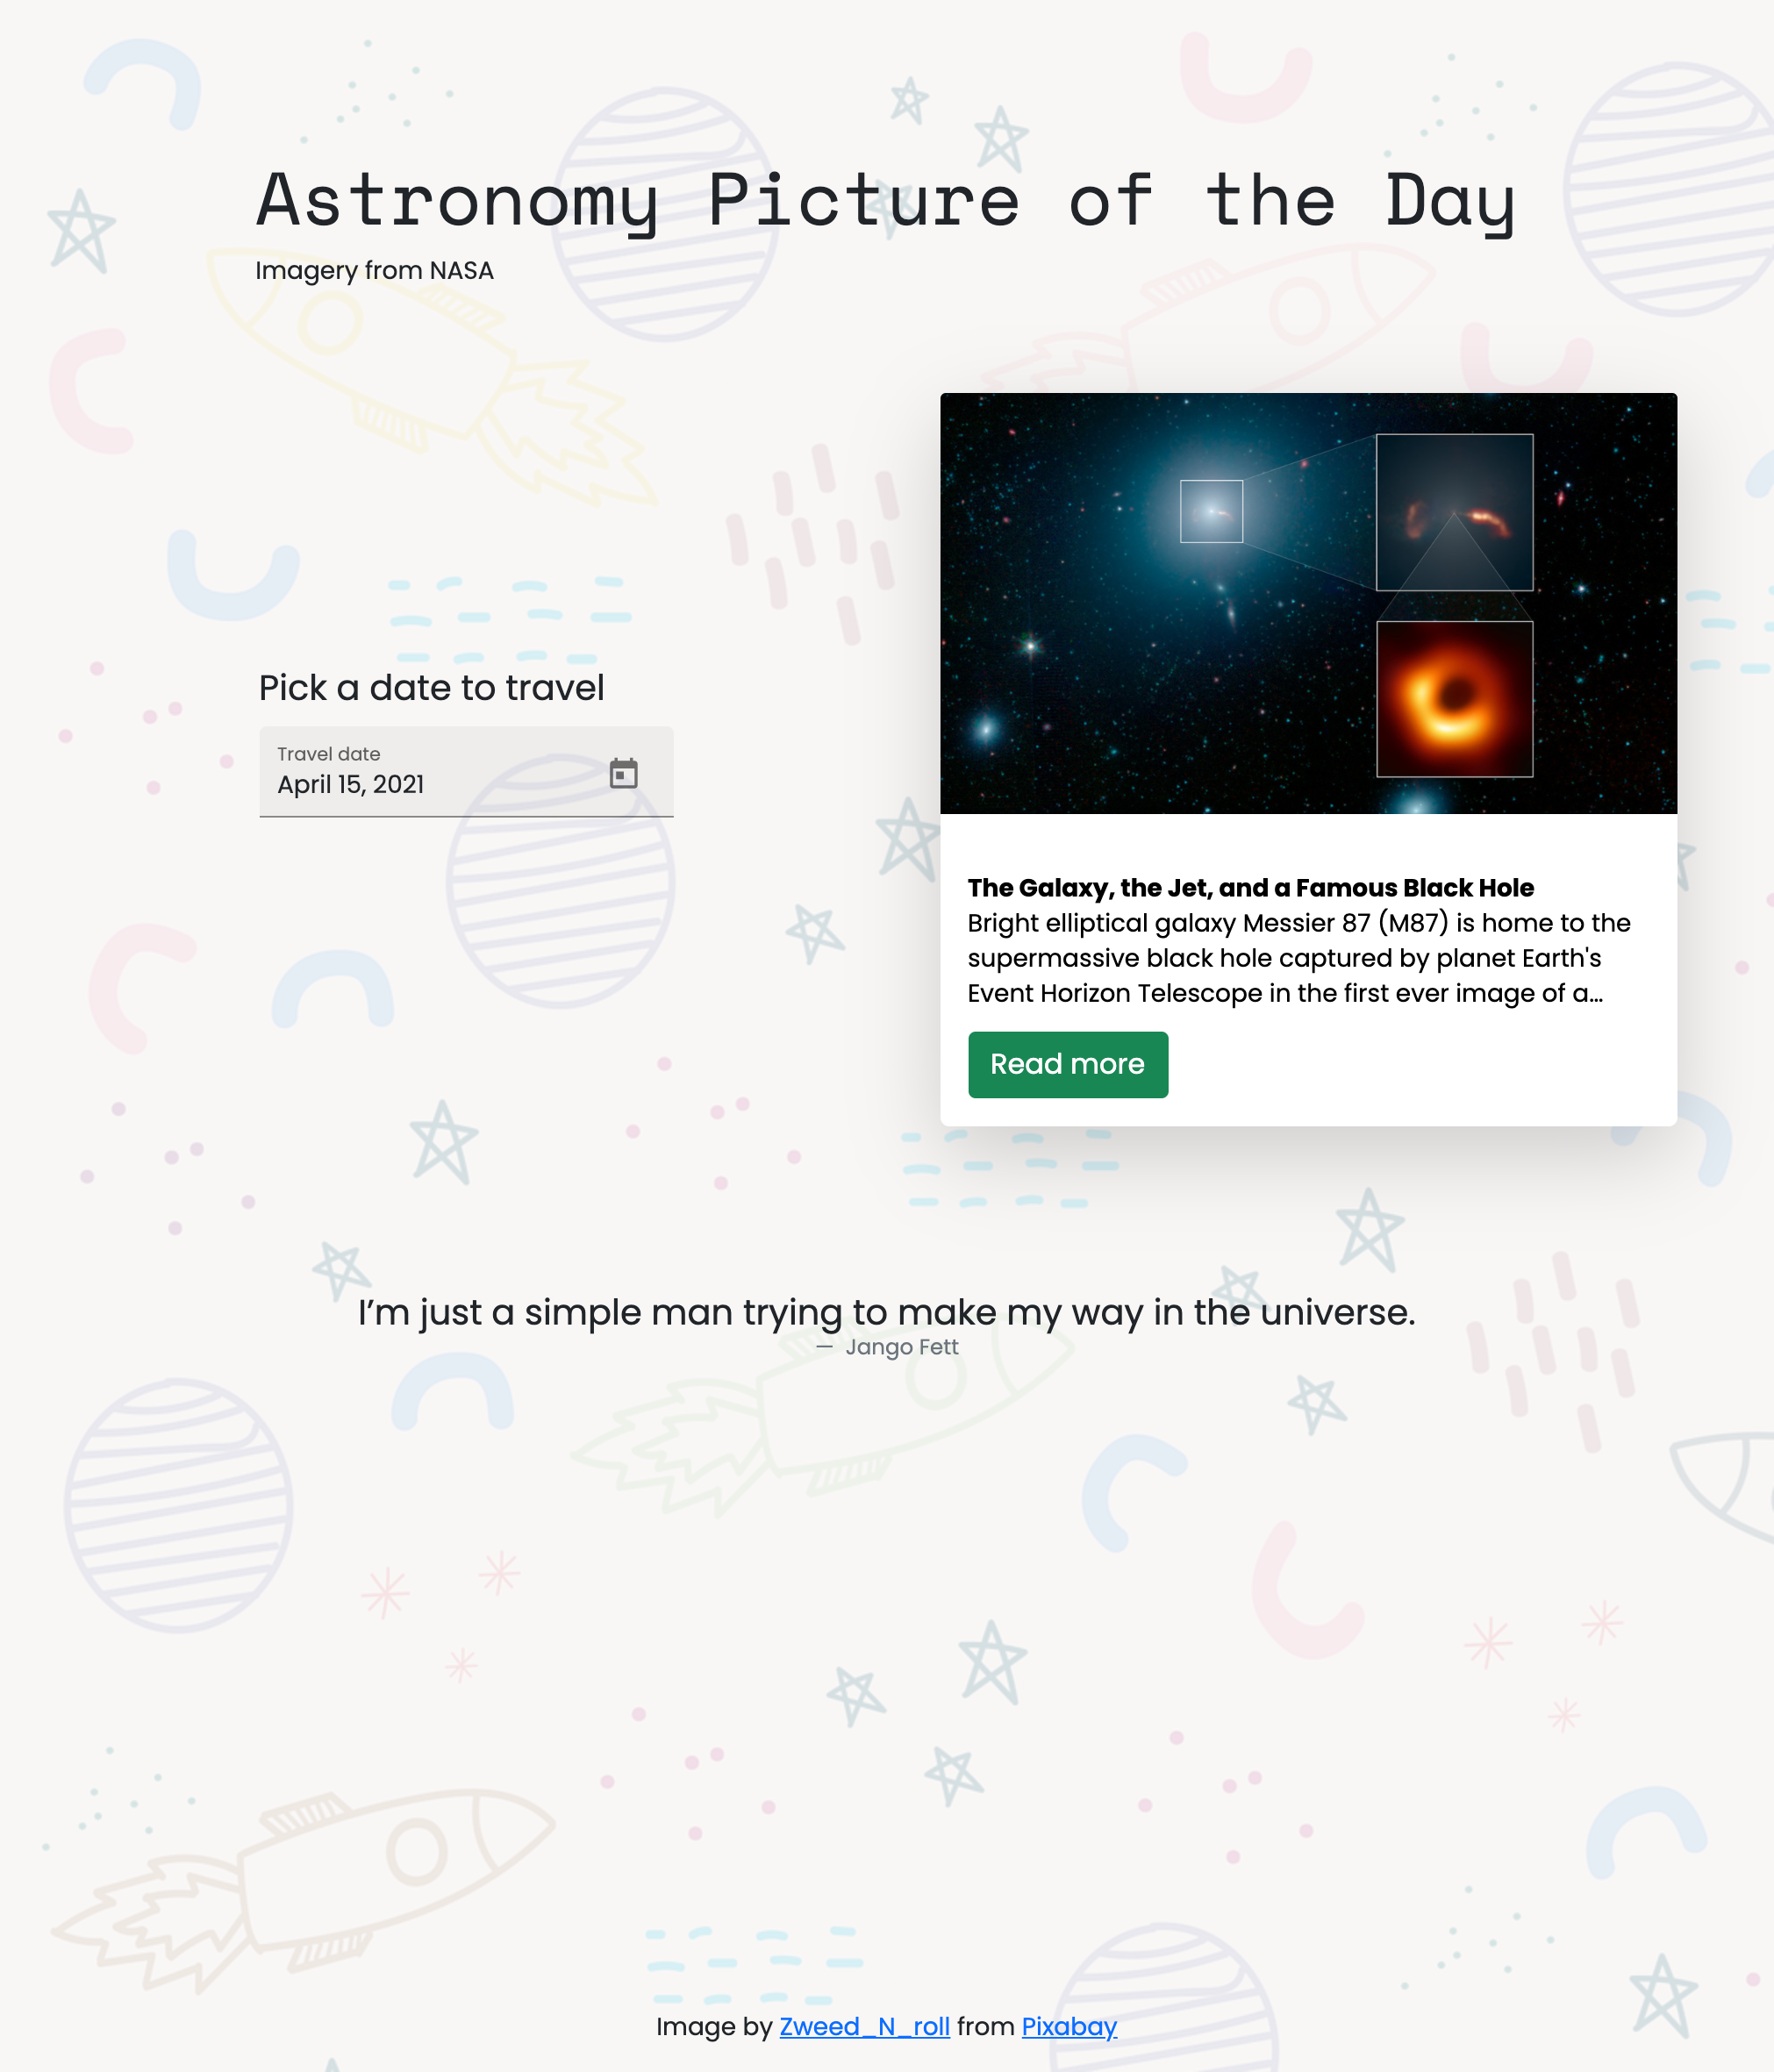 Astronomy Picture of the Day
Imagery from NASA
Pick a date to travel
Travel date
April 15, 2021
The Galaxy, the Jet, and a Famous Black Hole
Bright elliptical galaxy Messier 87 (M87) is home to the
supermassive black hole captured by planet Earth's
Event Horizon Telescope in the first ever image of a...
Read more
I’m just a simple man trying to make my way in the universe.
— Jango Fett
Image by Zweed_N_roll from Pixabay